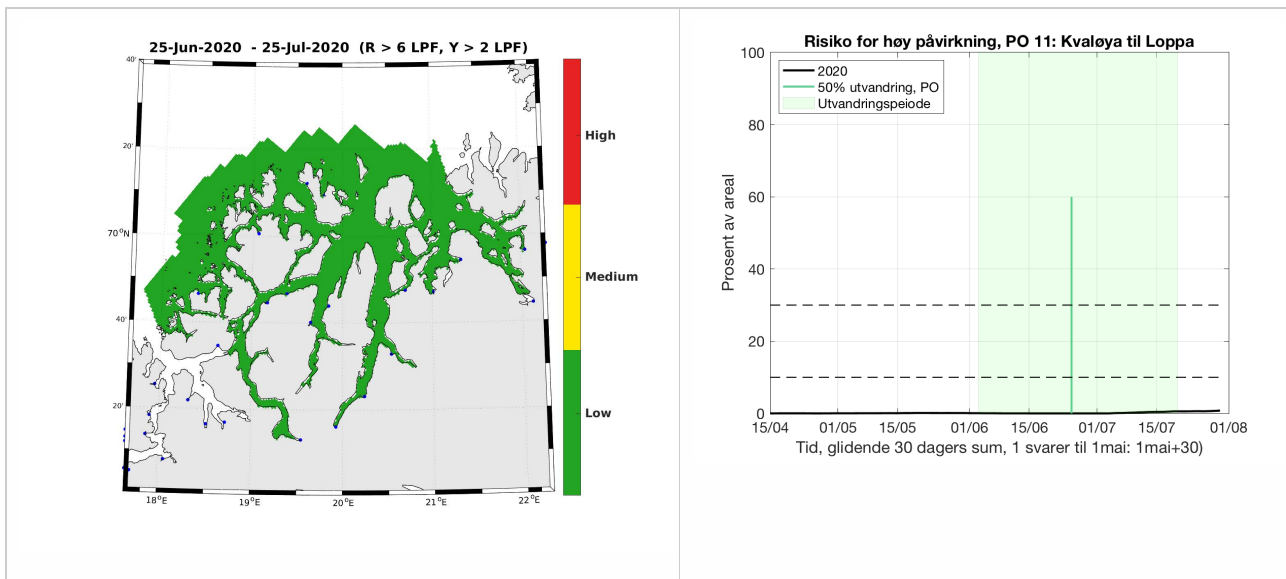 25-Jun-2020 - 25-Jul-2020 (R > 6 LPF, Y > 2 LPF)
40'
20'
70°N
40'
20'
18°E
19°E
20°E
21°E
22°E
High
Medium
Low
Risiko for høy påvirkning, PO 11: Kvaløya til Loppa
2020
50% utvandring, PO
Utvandringspeiode
Prosent av areal
100
80
60
40
20
0
15/04
01/05
15/05
01/06
15/06
01/07
15/07
01/08
Tid, glidende 30 dagers sum, 1 svarer til 1mai: 1mai+30)